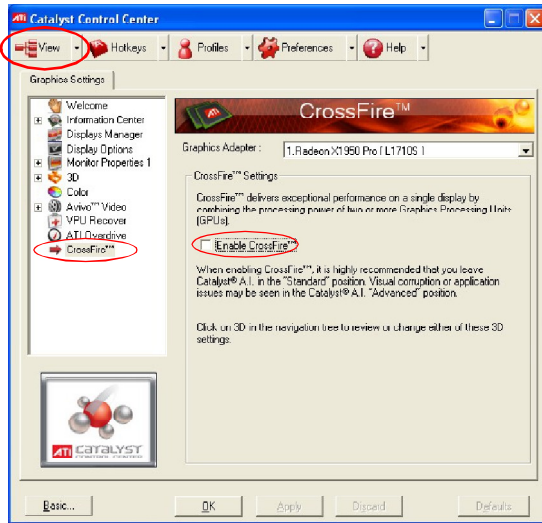 ATI Catalyst Control Center
View Hotkeys Profiles Preferences Help
Graphics Settings
Welcome
Information Center
Displays Manager
Display Options
Monitor Properties 1
3D
Color
Avivo™ Video
VPU Recover
ATI Overdrive
CrossFire™
CrossFire™
Graphics Adapter :
1.Radeon X1950 Pro [ L1710S ]
CrossFire™ Settings
CrossFire™ delivers exceptional performance on a single display by
combining the processing power of two or more Graphics Processing Units
(GPUs).
Enable CrossFire™
When enabling CrossFire™, it is highly recommended that you leave
Catalyst® A.I. in the "Standard" position. Visual corruption or application
issues may be seen in the Catalyst® A.I. "Advanced" position.
Click on 3D in the navigation tree to review or change either of these 3D
settings.
ATI CATALYST
CONTROL CENTER
Basic...
OK
Apply
Discard
Defaults